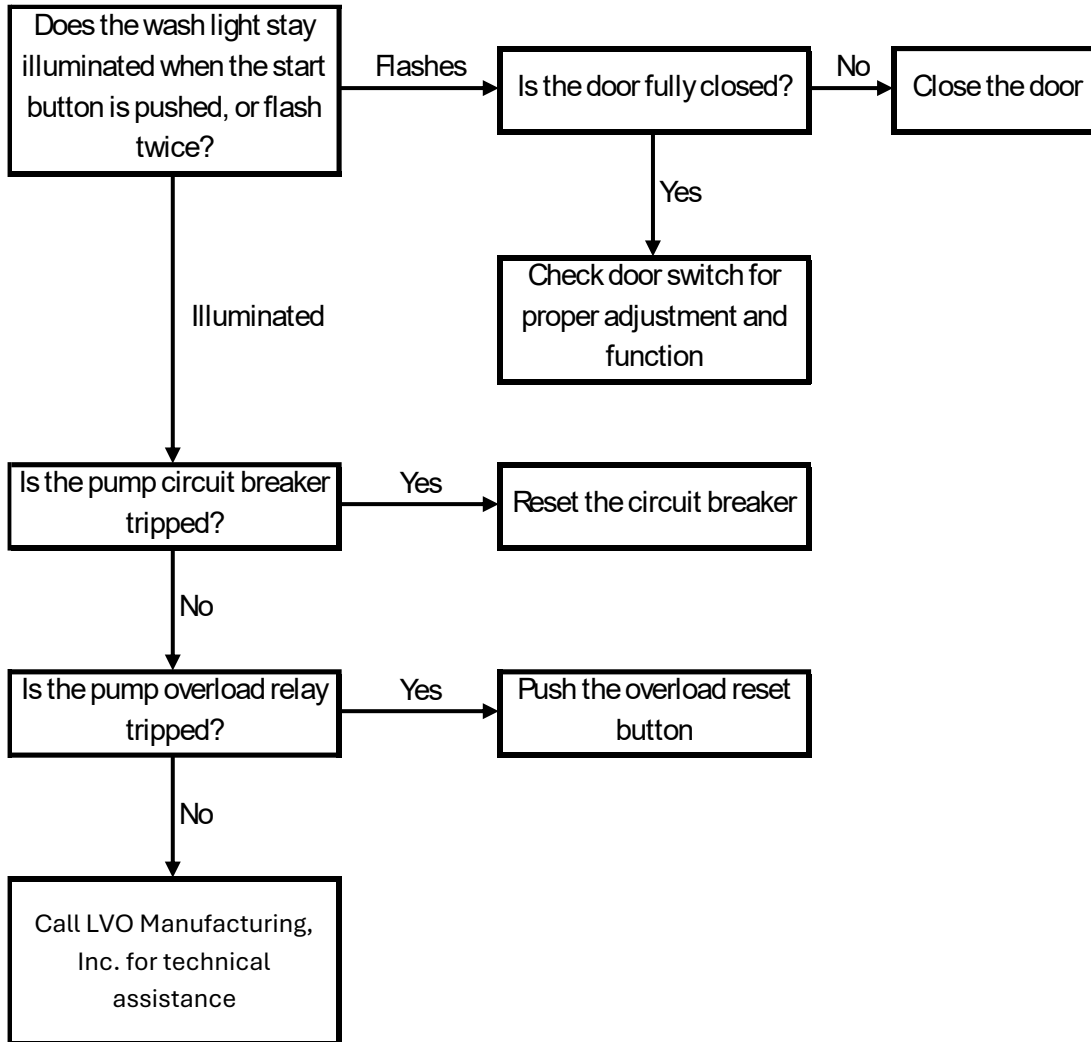 Does the wash light stay
illuminated when the start
button is pushed, or flash
twice?
Flashes
Is the door fully closed?
No
Close the door
Yes
Check door switch for
proper adjustment and
function
Illuminated
Is the pump circuit breaker
tripped?
Yes
Reset the circuit breaker
No
Is the pump overload relay
tripped?
Yes
Push the overload reset
button
No
Call LVO Manufacturing,
Inc. for technical
assistance